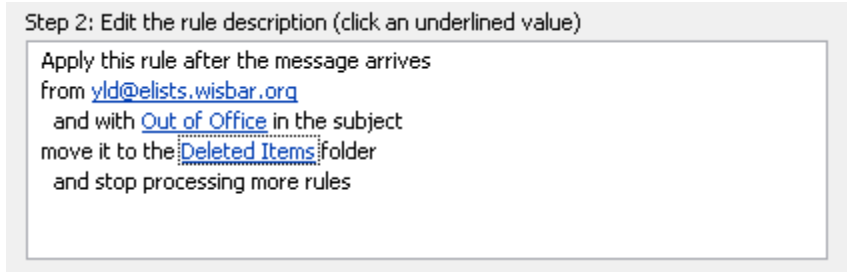 Step 2: Edit the rule description (click an underlined value)
Apply this rule after the message arrives
from yld@elists.wisbar.org
and with Out of Office in the subject
move it to the Deleted Items folder
and stop processing more rules